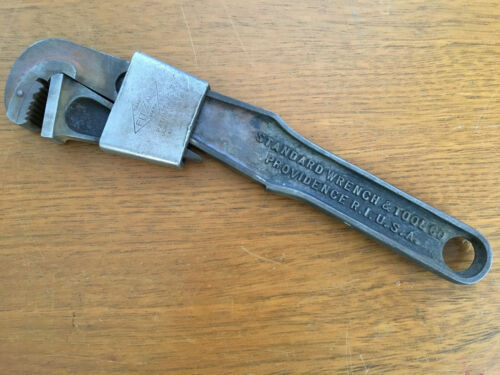 STANDARD WRENCH & TOOL CO.
PROVIDENCE R.I. U.S.A.